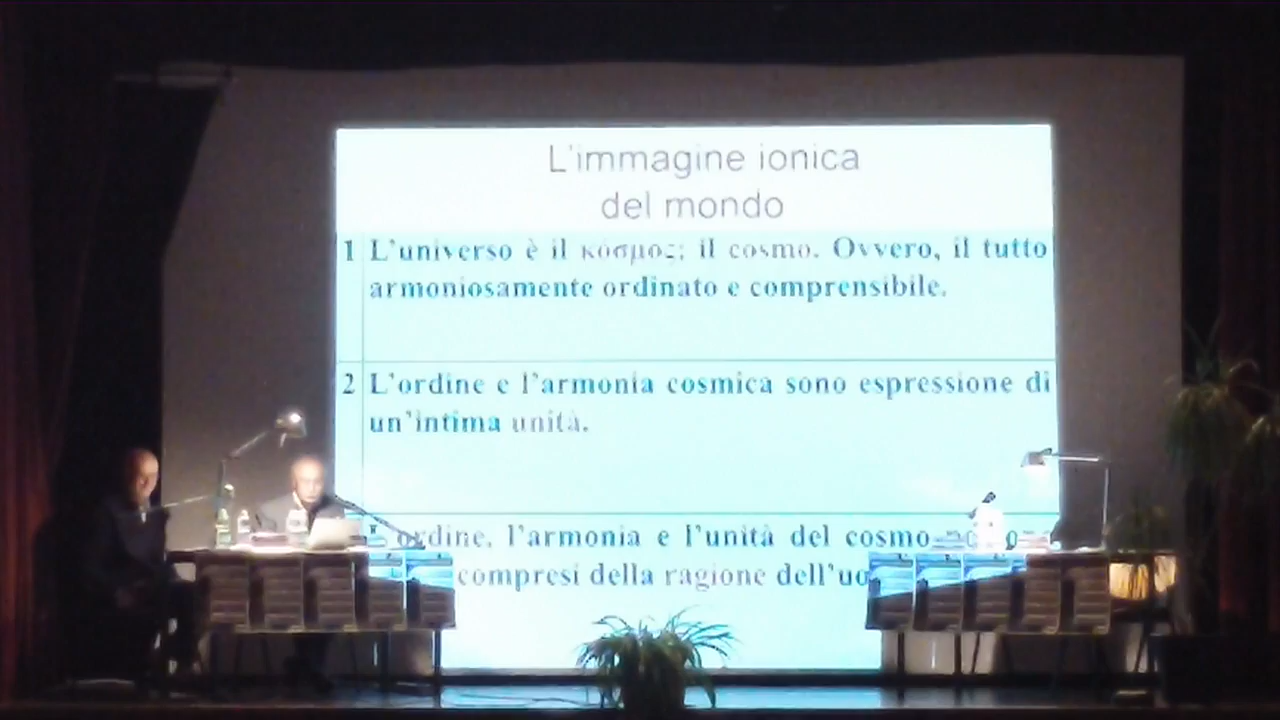 L'immagine ionica
del mondo
1 L'universo è il κόσμος; il cosmo. Ovvero, il tutto
armoniosamente ordinato e comprensibile.
2 L'ordine e l'armonia cosmica sono espressione di
un'intima unità.
L'ordine, l'armonia e l'unità del cosmo
compresi della ragione dell'uo